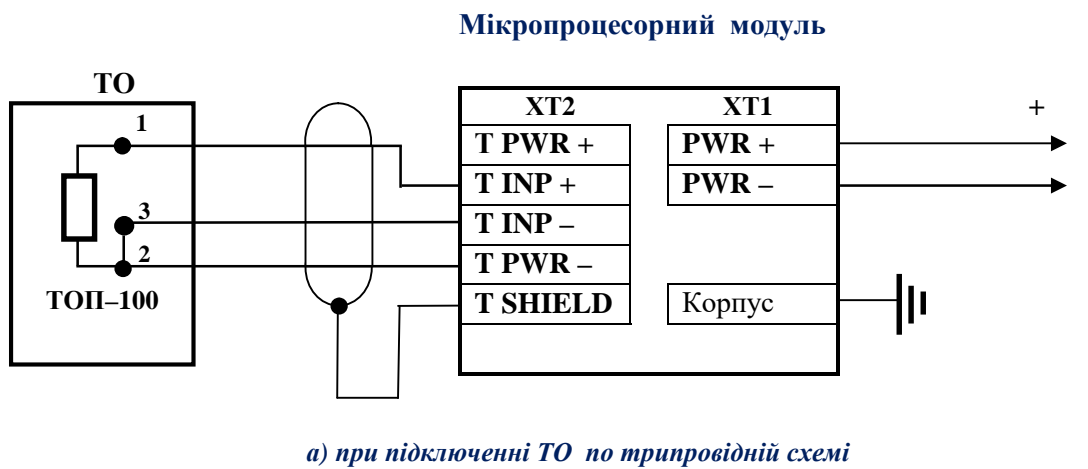 Мікропроцесорний модуль
ТО
1
3
2
ТОП–100
XT2
T PWR +
T INP +
T INP –
T PWR –
T SHIELD
XT1
PWR +
PWR –
Корпус
+
а) при підключенні ТО по трипровідній схемі